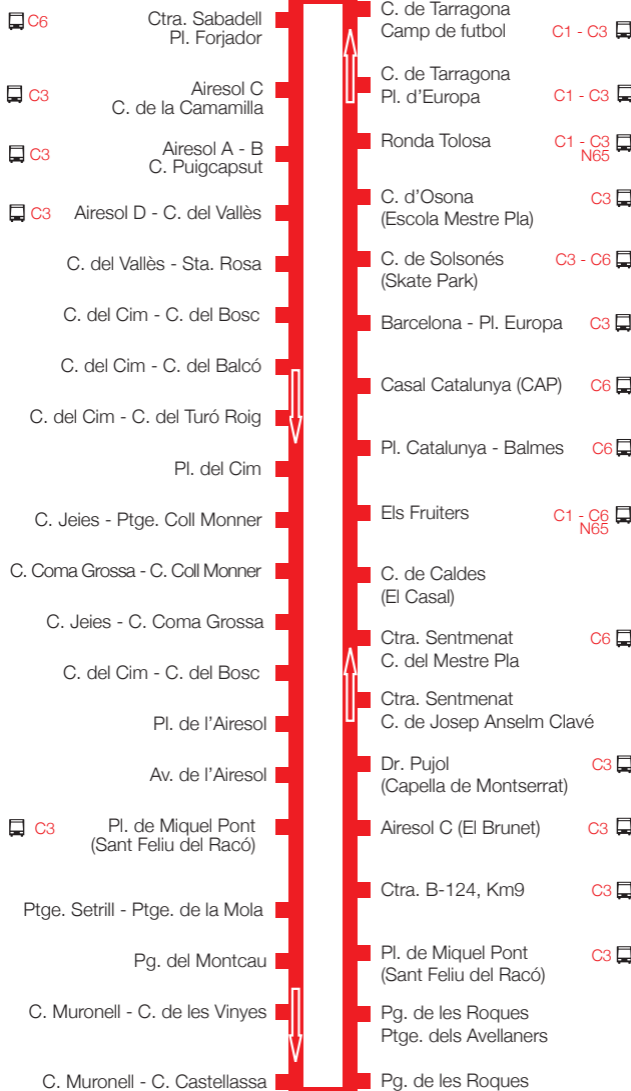 C6 Ctra. Sabadell
Pl. Forjador
C3 Airesol C
C. de la Camamilla
C3 Airesol A - B
C. Puigcapsut
C3 Airesol D - C. del Vallès
C. del Vallès - Sta. Rosa
C. del Cim - C. del Bosc
C. del Cim - C. del Balcó
C. del Cim - C. del Turó Roig
Pl. del Cim
C. Jeies - Ptge. Coll Monner
C. Coma Grossa - C. Coll Monner
C. Jeies - C. Coma Grossa
C. del Cim - C. del Bosc
Pl. de l'Airesol
Av. de l'Airesol
C3 Pl. de Miquel Pont
(Sant Feliu del Racó)
Ptge. Setrill - Ptge. de la Mola
Pg. del Montcau
C. Muronell - C. de les Vinyes
C. Muronell - C. Castellassa
C. de Tarragona
Camp de futbol C1 - C3
C. de Tarragona
Pl. d'Europa C1 - C3
Ronda Tolosa C1 - C3
N65
C. d'Osona C3
(Escola Mestre Pla)
C. de Solsonés C3 - C6
(Skate Park)
Barcelona - Pl. Europa C3
Casal Catalunya (CAP) C6
Pl. Catalunya - Balmes C6
Els Fruiters C1 - C6
N65
C. de Caldes
(El Casal)
Ctra. Sentmenat C6
C. del Mestre Pla
Ctra. Sentmenat
C. de Josep Anselm Clavé
Dr. Pujol C3
(Capella de Montserrat)
Airesol C (El Brunet) C3
Ctra. B-124, Km9 C3
Pl. de Miquel Pont C3
(Sant Feliu del Racó)
Pg. de les Roques
Ptge. dels Avellaners
Pg. de les Roques